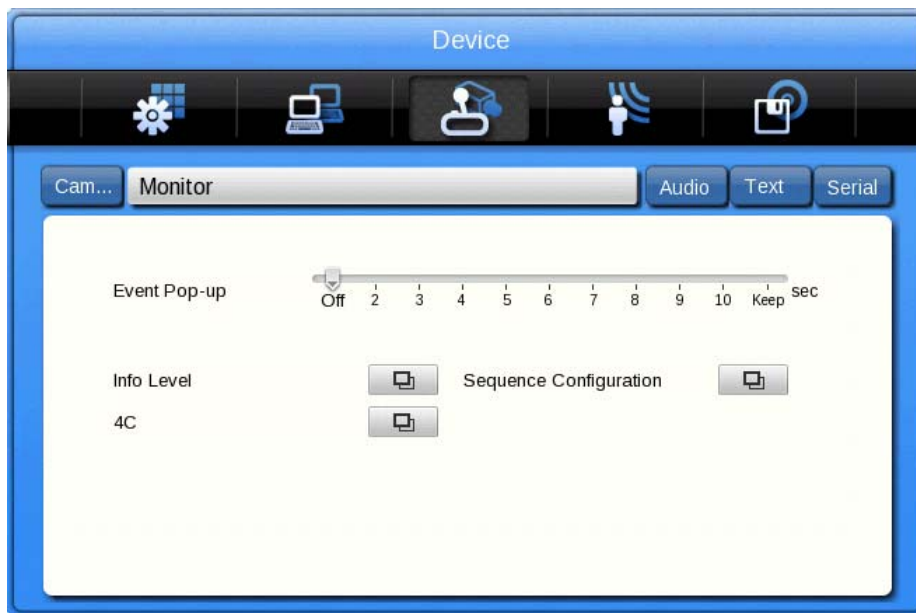 Device
Cam... Monitor Audio Text Serial
Event Pop-up
Off 2 3 4 5 6 7 8 9 10 Keep sec
Info Level Sequence Configuration
4C